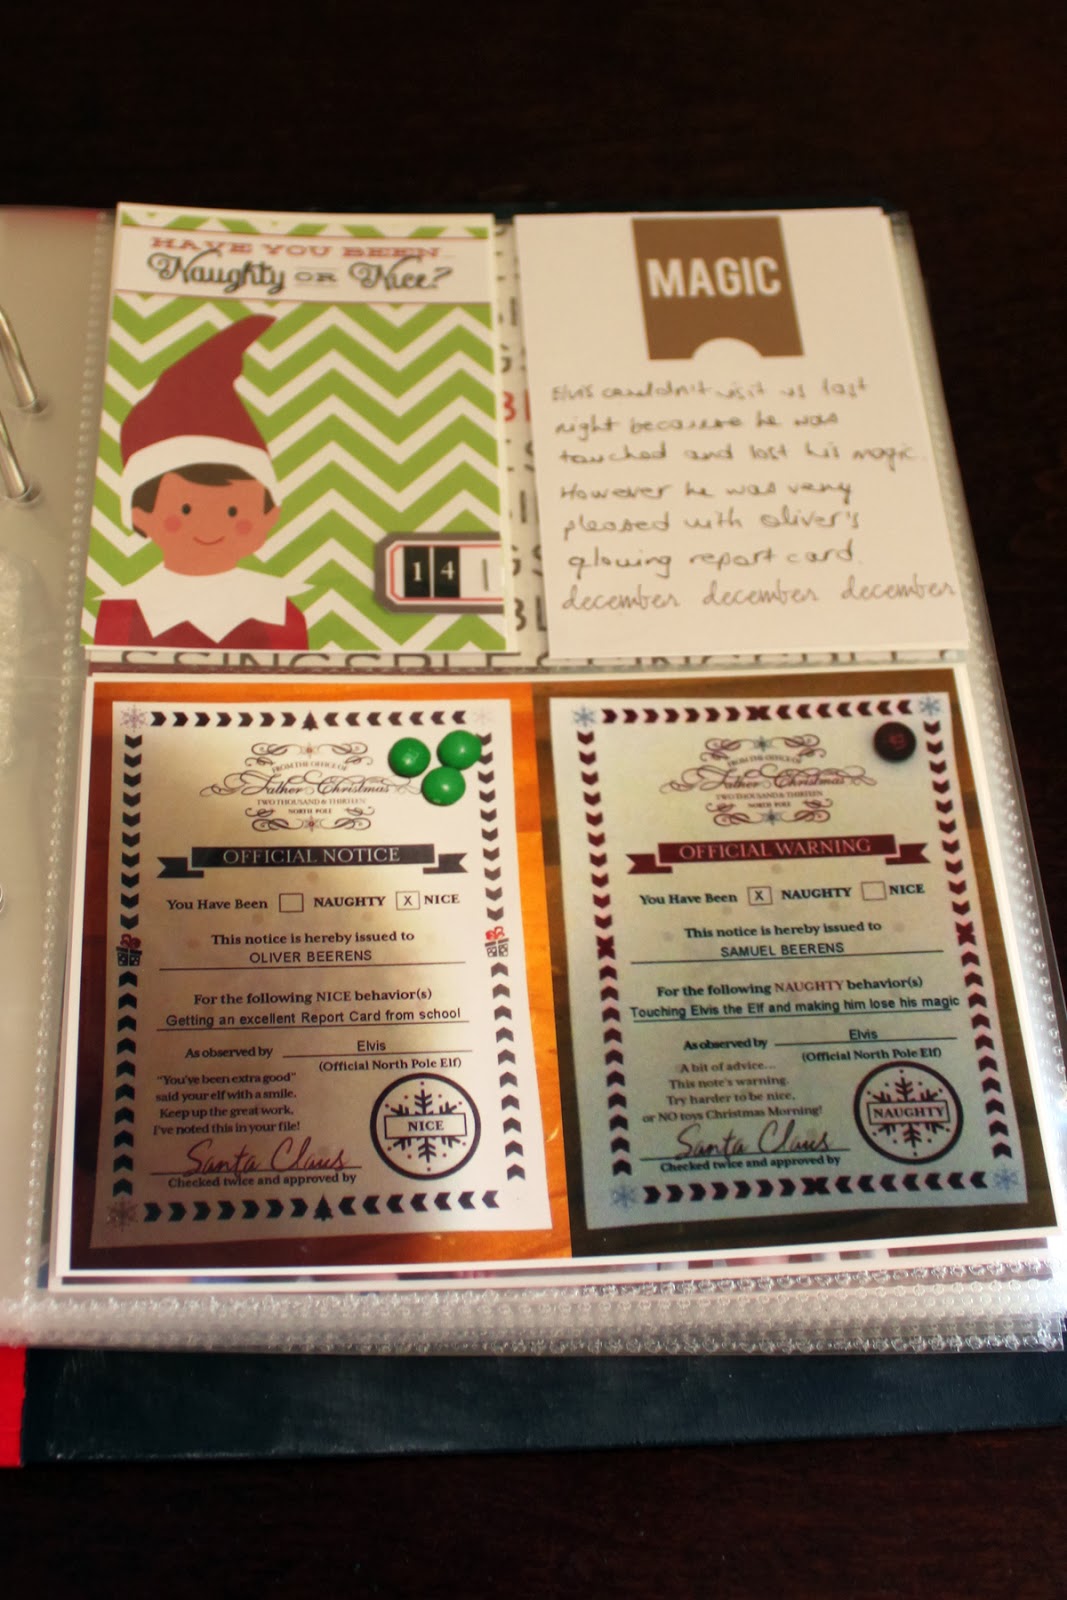 HAVE YOU BEEN
Naughty OR Nice?
14
MAGIC
Elvis couldn't visit us last
night because he was
touched and lost his magic.
However he was very
pleased with Oliver's
glowing report card.
december december december
FROM THE OFFICE OF
Father Christmas
TWO THOUSAND & THIRTEEN
NORTH POLE
OFFICIAL NOTICE
You Have Been NAUGHTY X NICE
This notice is hereby issued to
OLIVER BEERENS
For the following NICE behavior(s)
Getting an excellent Report Card from school
As observed by Elvis
(Official North Pole Elf)
"You've been extra good"
said your elf with a smile.
Keep up the great work,
I've noted this in your file!
NICE
Santa Claus
Checked twice and approved by
FROM THE OFFICE OF
Father Christmas
TWO THOUSAND & THIRTEEN
NORTH POLE
OFFICIAL WARNING
You Have Been X NAUGHTY NICE
This notice is hereby issued to
SAMUEL BEERENS
For the following NAUGHTY behavior(s)
Touching Elvis the Elf and making him lose his magic
As observed by Elvis
(Official North Pole Elf)
A bit of advice...
This note's warning.
Try harder to be nice,
or NO toys Christmas Morning!
NAUGHTY
Santa Claus
Checked twice and approved by